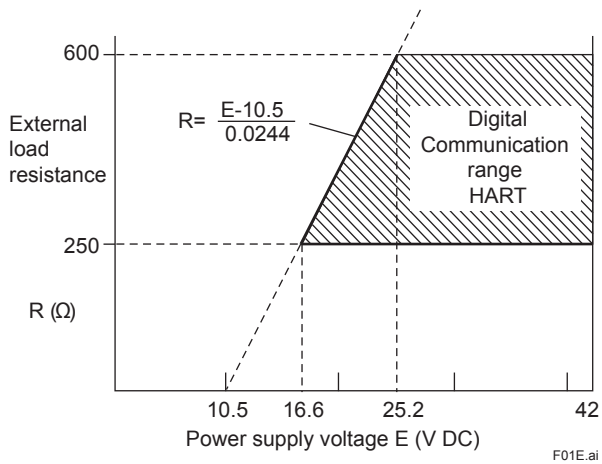 600
External
load
resistance
R= E-10.5
0.0244
Digital
Communication
range
HART
250
R (Ω)
10.5 16.6 25.2 42
Power supply voltage E (V DC)
F01E.ai